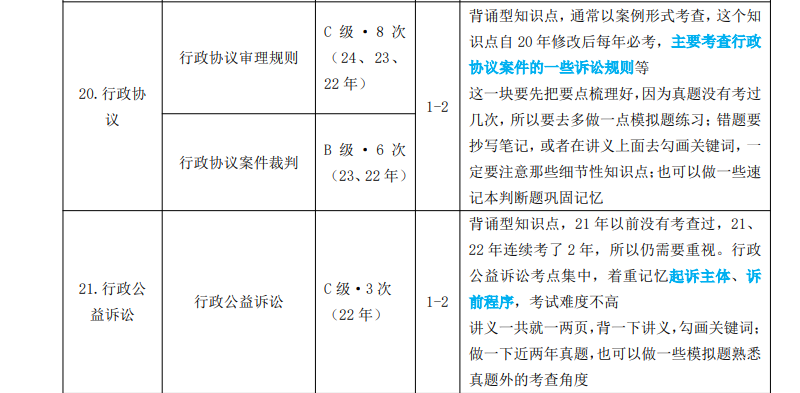 20.行政协
议
行政协议审理规则
C 级 · 8 次
（24、23、
22 年）
行政协议案件裁判
B 级 · 6 次
（23、22 年）
1-2
背诵型知识点，通常以案例形式考查，这个知
识点自 20 年修改后每年必考，主要考查行政
协议案件的一些诉讼规则等
这一块要先把要点梳理好，因为真题没有考过
几次，所以要去多做一点模拟题练习；错题要
抄写笔记，或者在讲义上面去勾画关键词，一
定要注意那些细节性知识点；也可以做一些速
记本判断题巩固记忆
21.行政公
益诉讼
行政公益诉讼
C 级·3 次
（22 年）
1-2
背诵型知识点，21 年以前没有考查过，21、
22 年连续考了 2 年，所以仍需要重视。行政
公益诉讼考点集中，着重记忆起诉主体、诉
前程序，考试难度不高
讲义一共就一两页，背一下讲义，勾画关键词；
做一下近两年真题，也可以做一些模拟题熟悉
真题外的考查角度